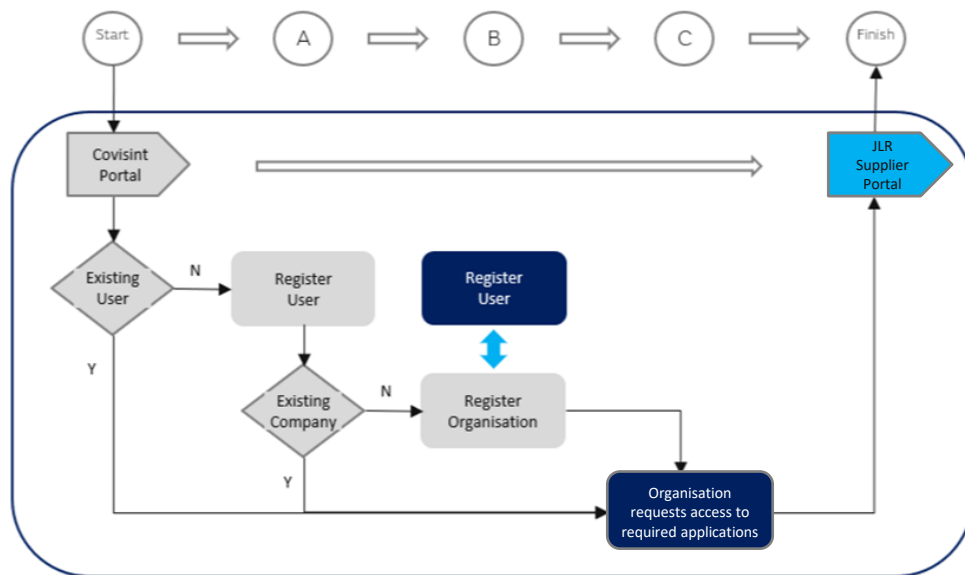 Start
A
B
C
Finish
Covisint
Portal
JLR
Supplier
Portal
Existing
User
N
Register
User
Register
User
Y
Existing
Company
N
Register
Organisation
Y
Organisation
requests access to
required applications